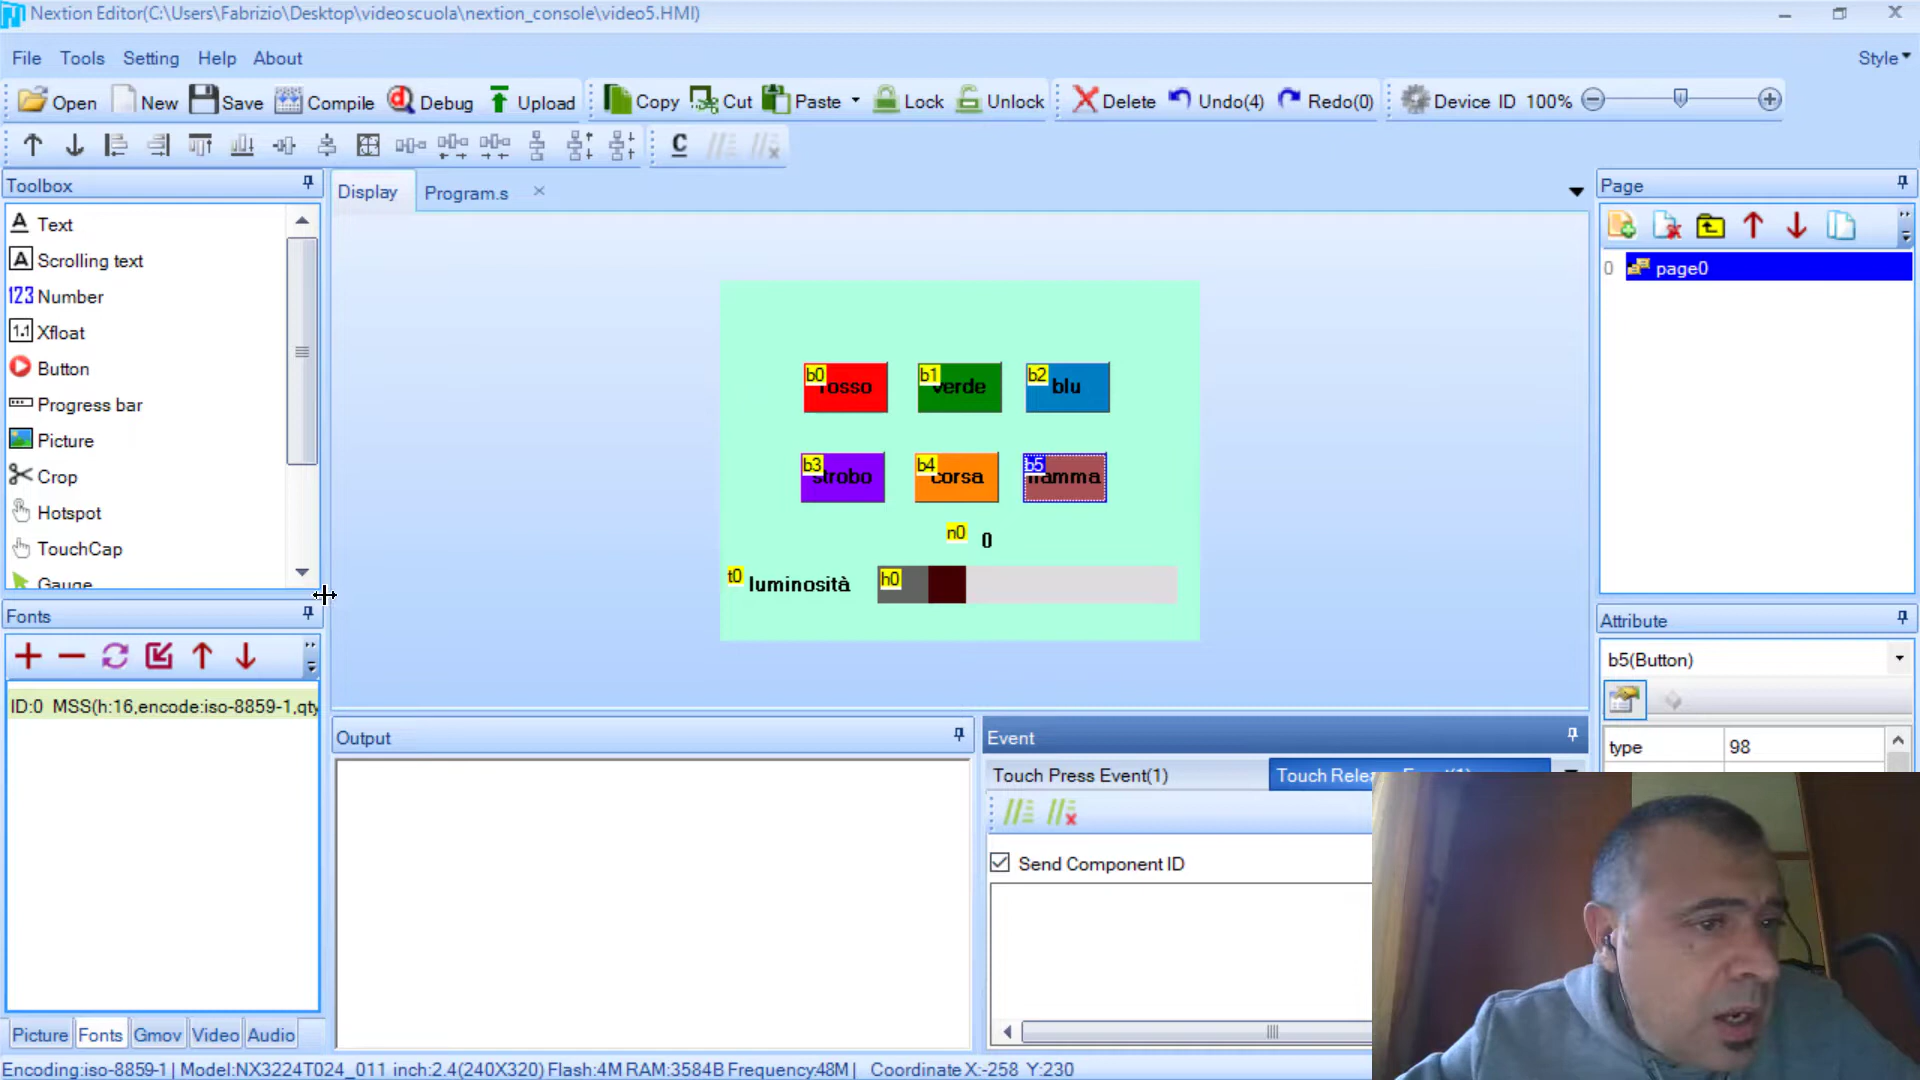 Nextion Editor(C:\Users\Fabrizio\Desktop\videoscuola\nextion_console\video5.HMI)
File Tools Setting Help About Style
Open New Save Compile Debug Upload Copy Cut Paste Lock Unlock Delete Undo(4) Redo(0) Device ID 100%
Toolbox
Display Program.s
Page
A Text
A Scrolling text
123 Number
1.1 Xfloat
Button
Progress bar
Picture
Crop
Hotspot
TouchCap
Gauge
0 page0
b0 rosso b1 verde b2 blu
b3 strobo b4 corsa b5 fiamma
n0 0
t0 luminosità h0
Fonts
ID:0 MSS(h:16,encode:iso-8859-1,qty
Picture Fonts Gmov Video Audio
Output
Event
Touch Press Event(1)
Send Component ID
Attribute
b5(Button)
type 98
Encoding:iso-8859-1 | Model:NX3224T024_011 inch:2.4(240X320) Flash:4M RAM:3584B Frequency:48M | Coordinate X:-258 Y:230